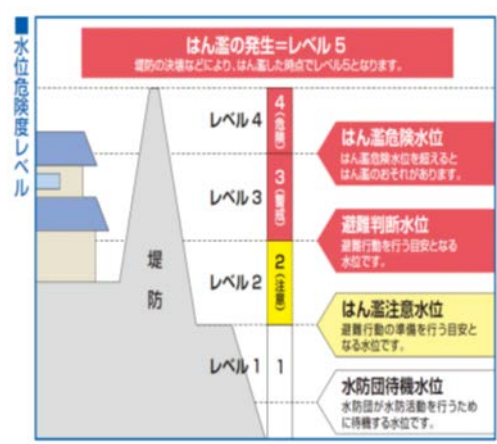 ■水位危険度レベル
はん濫の発生=レベル5
堤防の決壊などにより、はん濫した時点でレベル5となります。
レベル4
4(危険)
はん濫危険水位
はん濫危険水位を超えると
はん濫のおそれがあります。
レベル3
3(警戒)
避難判断水位
避難行動を行う目安となる
水位です。
堤防
レベル2
2(注意)
はん濫注意水位
避難行動の準備を行う目安と
なる水位です。
レベル1
1
水防団待機水位
水防団が水防活動を行うため
に待機する水位です。